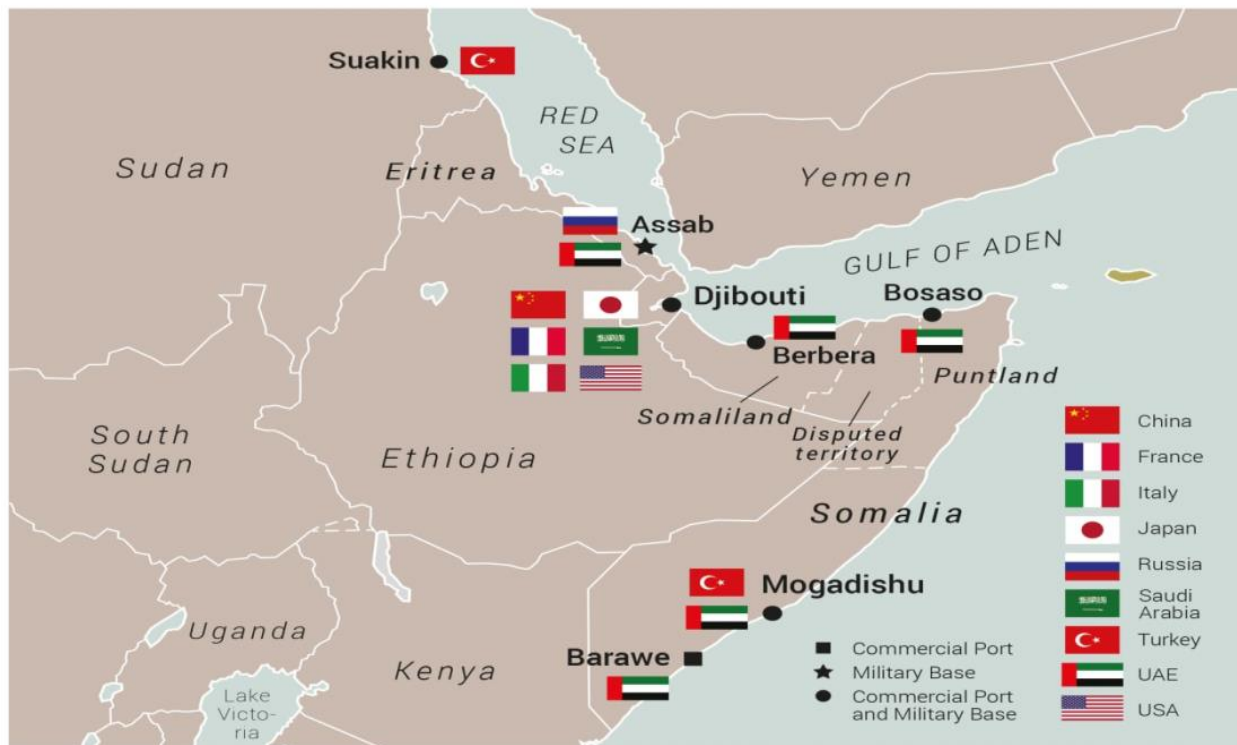 Suakin
RED
SEA
Sudan
Eritrea
Yemen
Assab
GULF OF ADEN
Djibouti
Bosaso
Berbera
Puntland
Somaliland
Disputed
territory
South
Sudan
Ethiopia
Somalia
Mogadishu
Uganda
Kenya
Barawe
Lake
Victo-
ria
Commercial Port
Military Base
Commercial Port
and Military Base
China
France
Italy
Japan
Russia
Saudi
Arabia
Turkey
UAE
USA